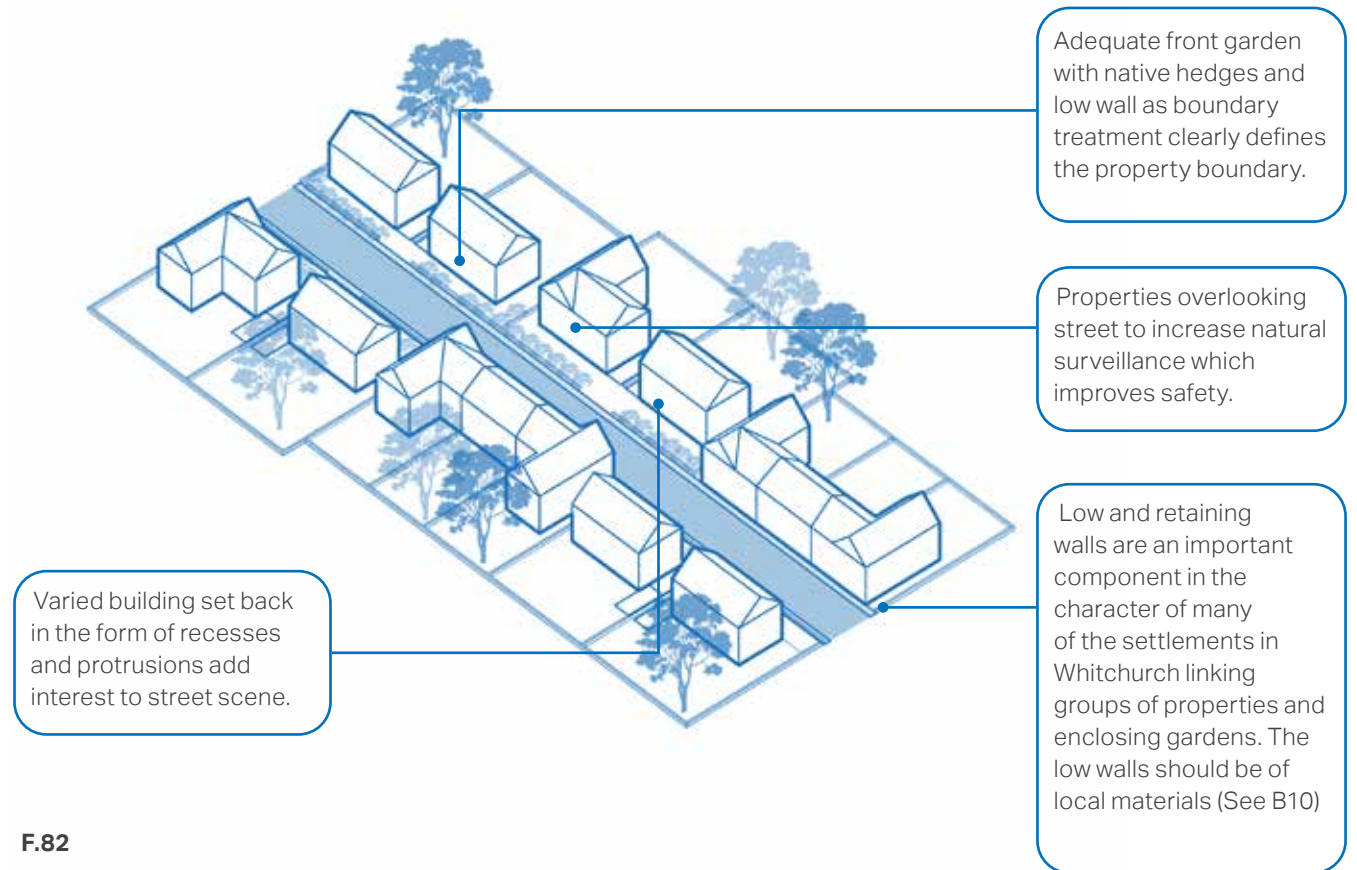 Adequate front garden
with native hedges and
low wall as boundary
treatment clearly defines
the property boundary.
Properties overlooking
street to increase natural
surveillance which
improves safety.
Low and retaining
walls are an important
component in the
character of many
of the settlements in
Whitchurch linking
groups of properties and
enclosing gardens. The
low walls should be of
local materials (See B10)
Varied building set back
in the form of recesses
and protrusions add
interest to street scene.
F.82